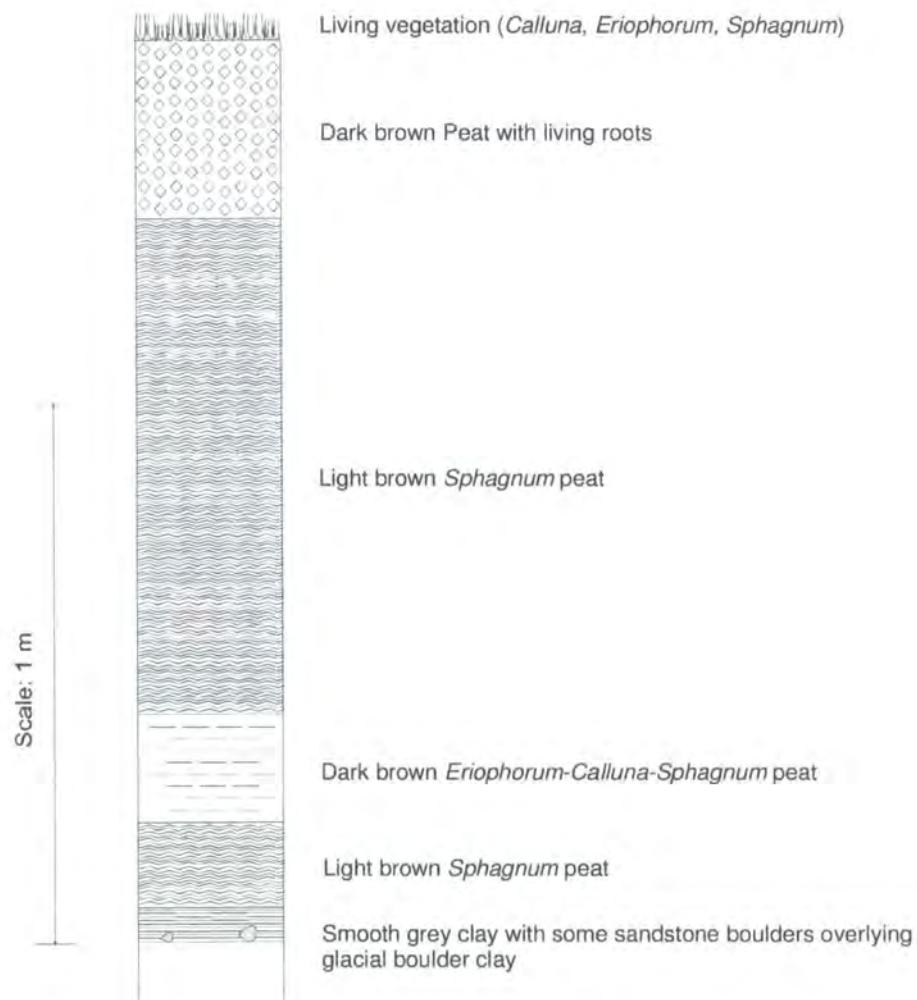 Living vegetation (Calluna, Eriophorum, Sphagnum)
Dark brown Peat with living roots
Light brown Sphagnum peat
Scale: 1 m
Dark brown Eriophorum-Calluna-Sphagnum peat
Light brown Sphagnum peat
Smooth grey clay with some sandstone boulders overlying
glacial boulder clay